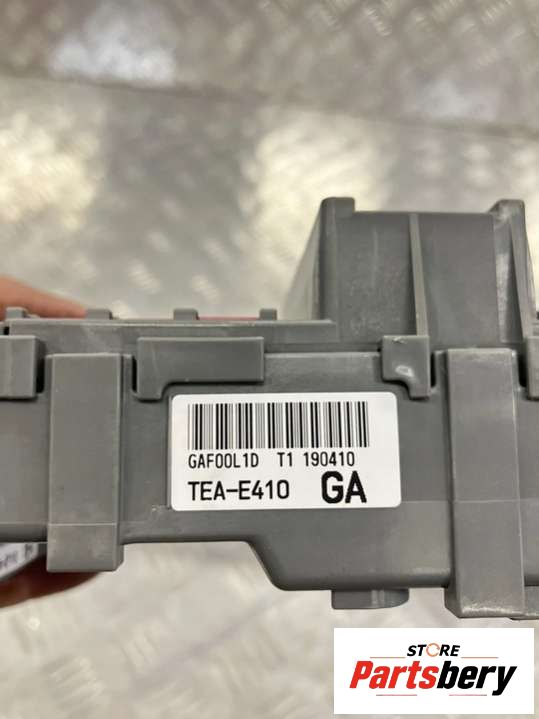 GAF00L1D T1 190410
TEA-E410 GA
STORE
Partsbery